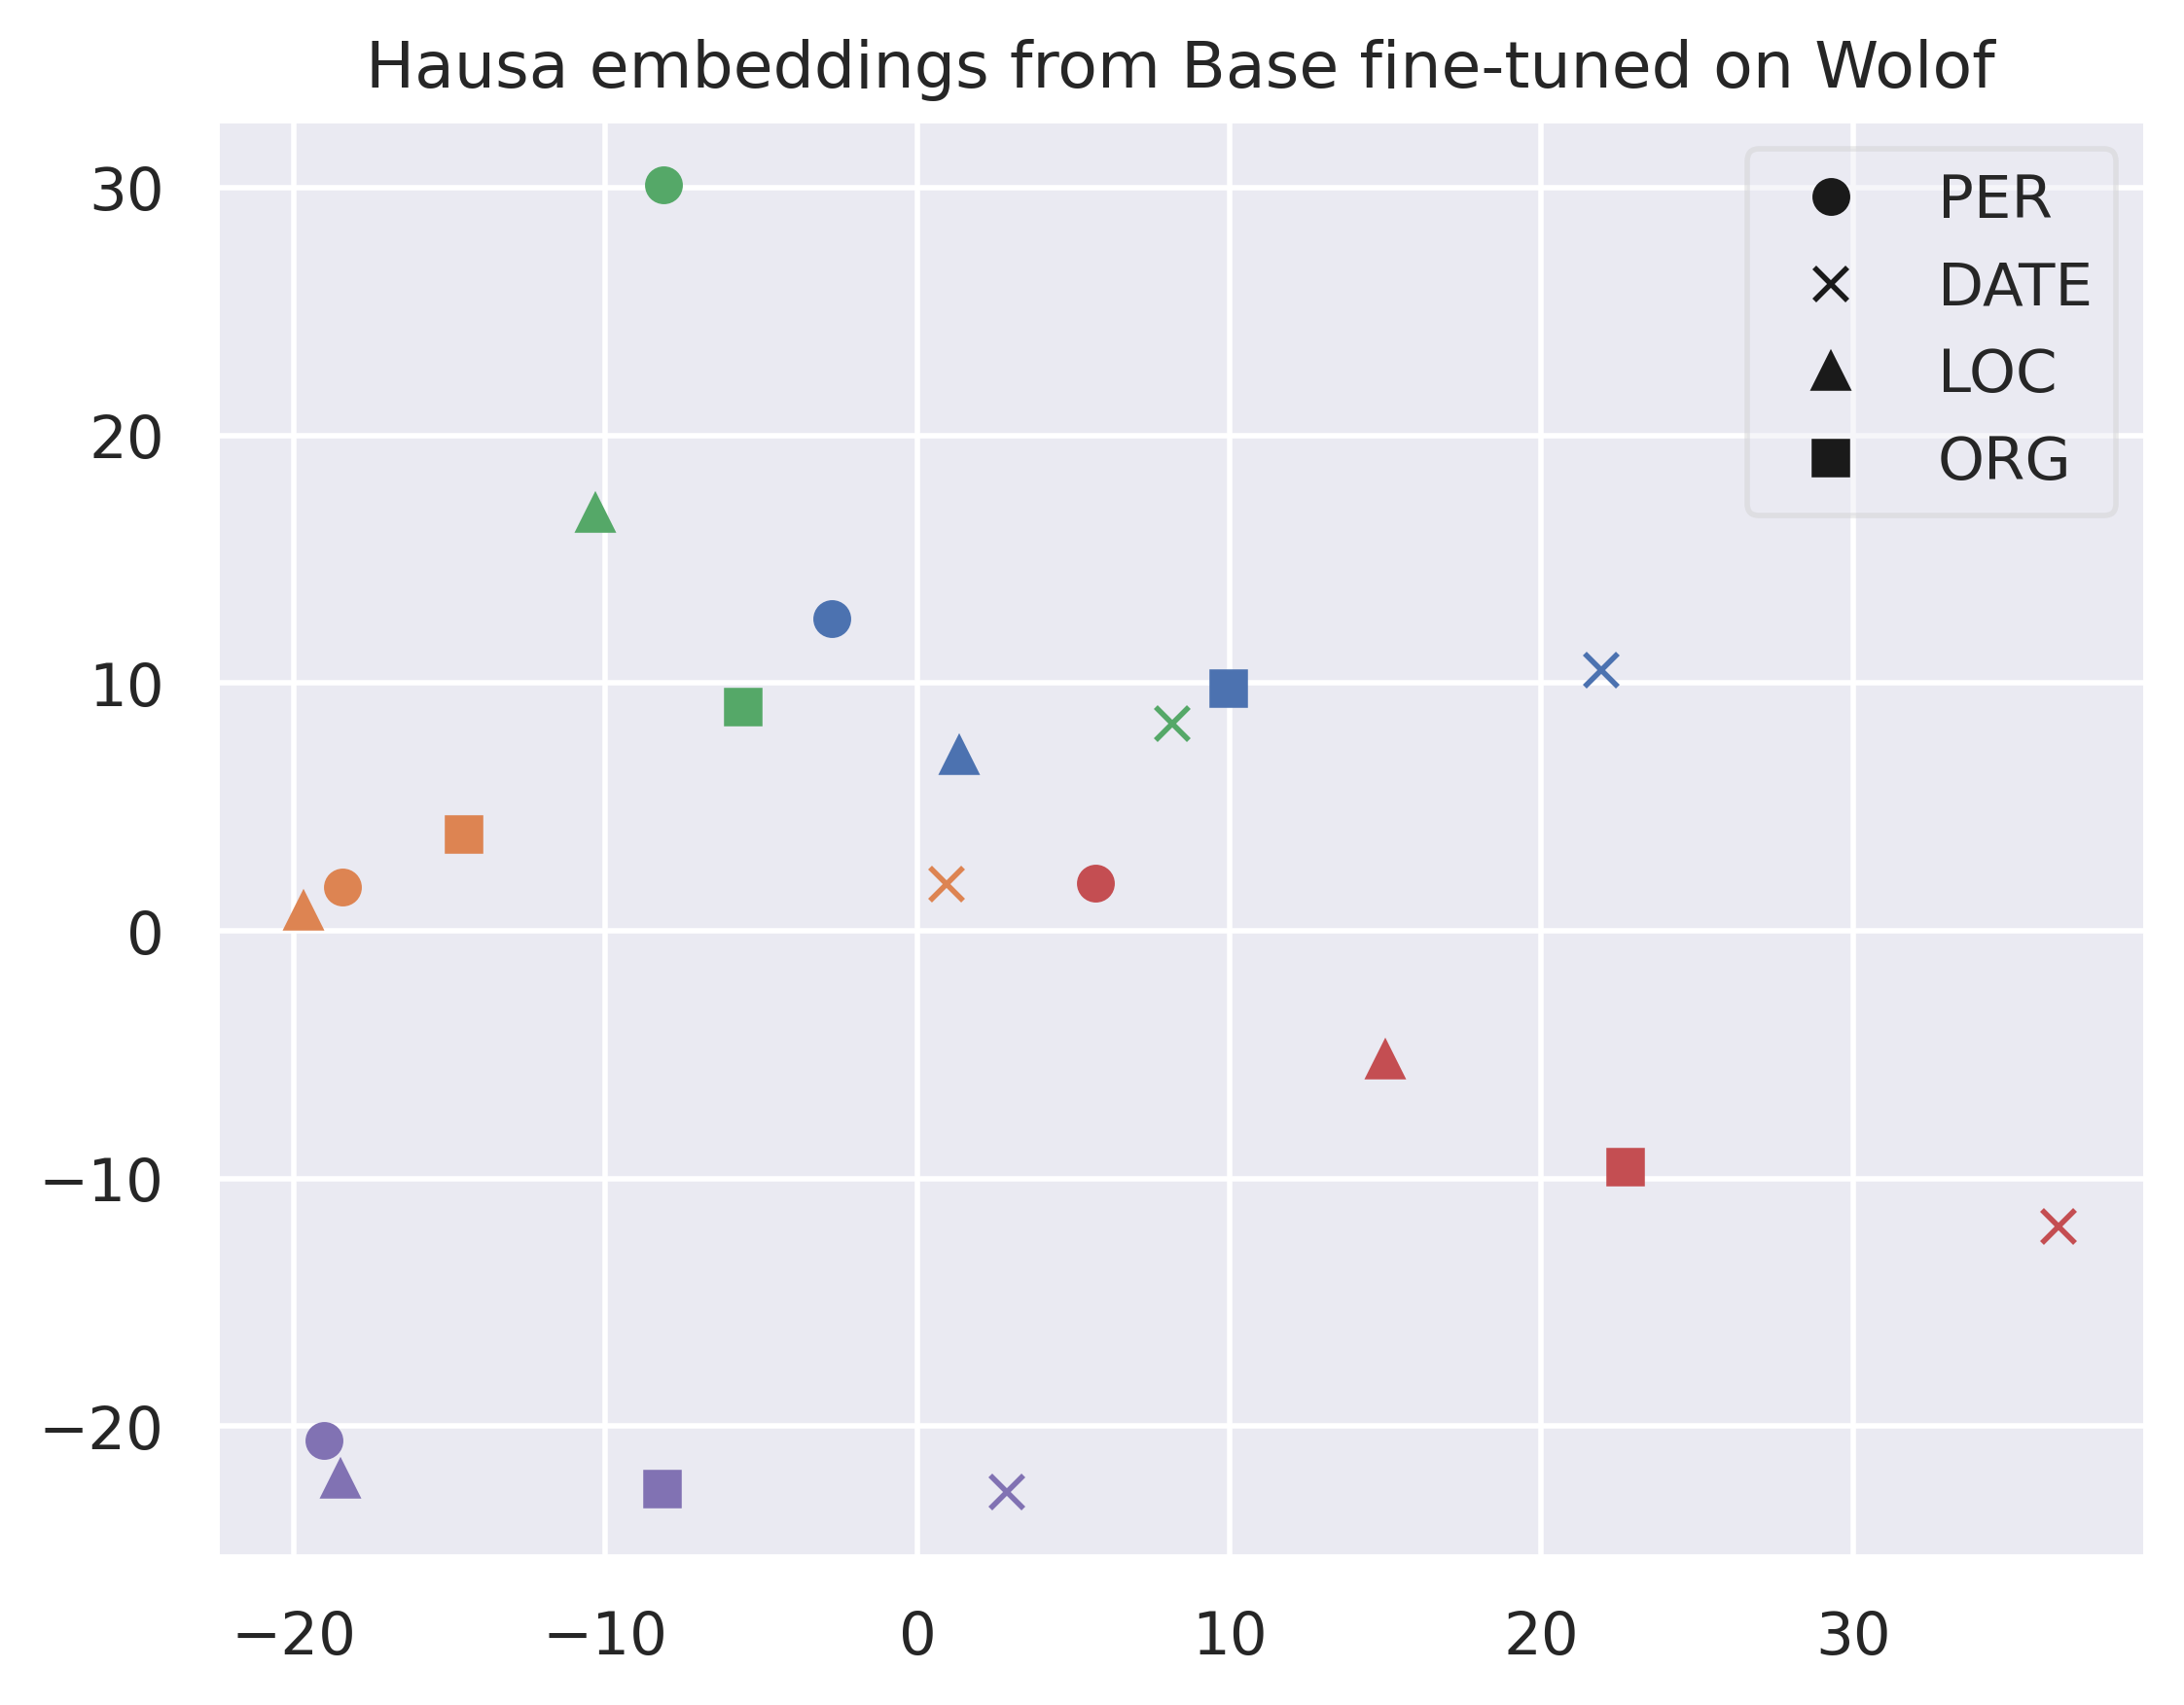 Hausa embeddings from Base fine-tuned on Wolof
PER
DATE
LOC
ORG
30
20
10
0
−10
−20
−20 −10 0 10 20 30